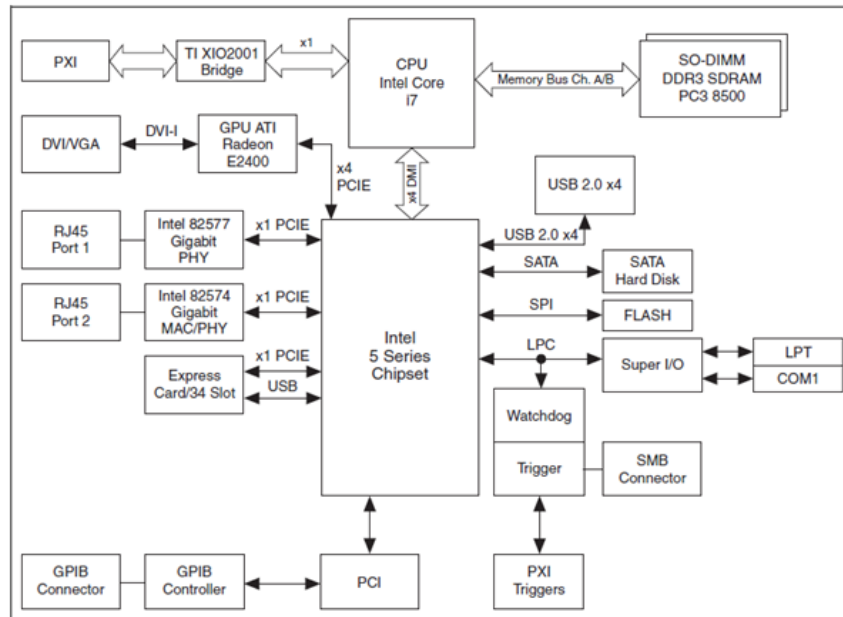 PXI
TI XIO2001
Bridge
x1
CPU
Intel Core
i7
Memory Bus Ch. A/B
SO-DIMM
DDR3 SDRAM
PC3 8500
DVI/VGA
DVI-I
GPU ATI
Radeon
E2400
x4
PCIE
x4 DMI
USB 2.0 x4
RJ45
Port 1
Intel 82577
Gigabit
PHY
x1 PCIE
USB 2.0 x4
SATA
SATA
Hard Disk
RJ45
Port 2
Intel 82574
Gigabit
MAC/PHY
x1 PCIE
Intel
5 Series
Chipset
SPI
FLASH
LPC
Super I/O
LPT
COM1
Express
Card/34 Slot
x1 PCIE
USB
Watchdog
Trigger
SMB
Connector
GPIB
Connector
GPIB
Controller
PCI
PXI
Triggers